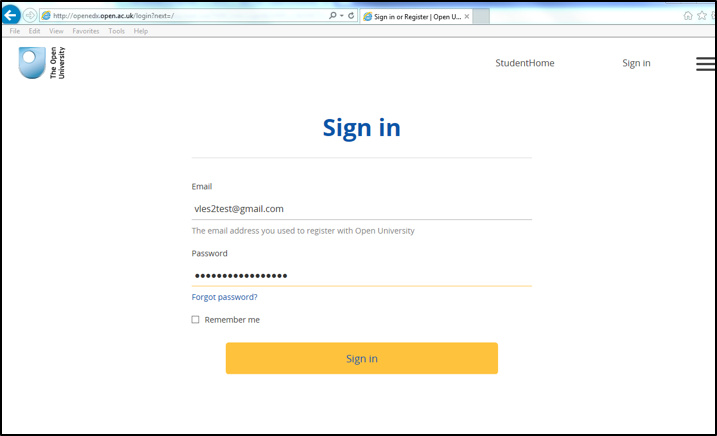 http://openedx.open.ac.uk/login?next=/
Sign in or Register | Open U...
File Edit View Favorites Tools Help
The Open
University
StudentHome Sign in
Sign in
Email
vles2test@gmail.com
The email address you used to register with Open University
Password
Forgot password?
Remember me
Sign in